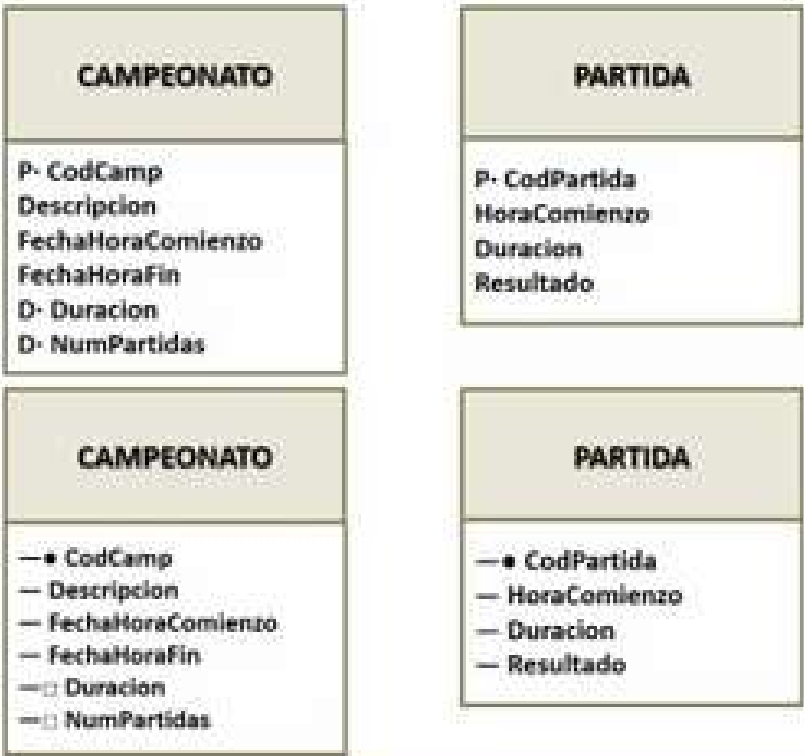 CAMPEONATO
P- CodCamp
Descripcion
FechaHoraComienzo
FechaHoraFin
D- Duracion
D- NumPartidas
PARTIDA
P- CodPartida
HoraComienzo
Duracion
Resultado
CAMPEONATO
—● CodCamp
— Descripcion
— FechaHoraComienzo
— FechaHoraFin
—□ Duracion
—□ NumPartidas
PARTIDA
—● CodPartida
— HoraComienzo
— Duracion
— Resultado